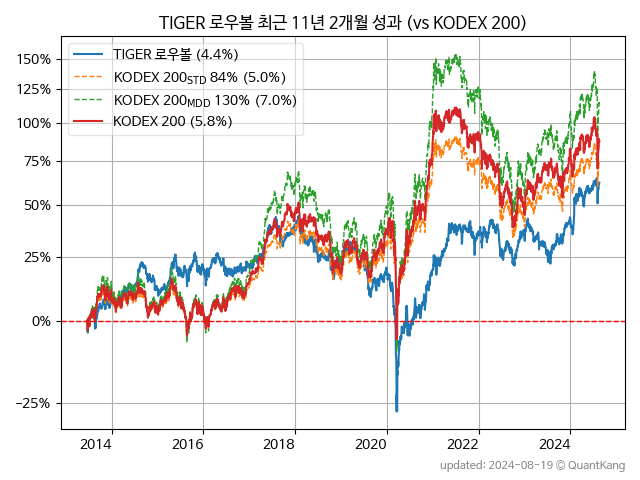 TIGER 로우볼 최근 11년 2개월 성과 (vs KODEX 200)
TIGER 로우볼 (4.4%)
KODEX 200STD 84% (5.0%)
KODEX 200MDD 130% (7.0%)
KODEX 200 (5.8%)
150%
125%
100%
75%
50%
25%
0%
−25%
2014 2016 2018 2020 2022 2024
updated: 2024-08-19 © QuantKang